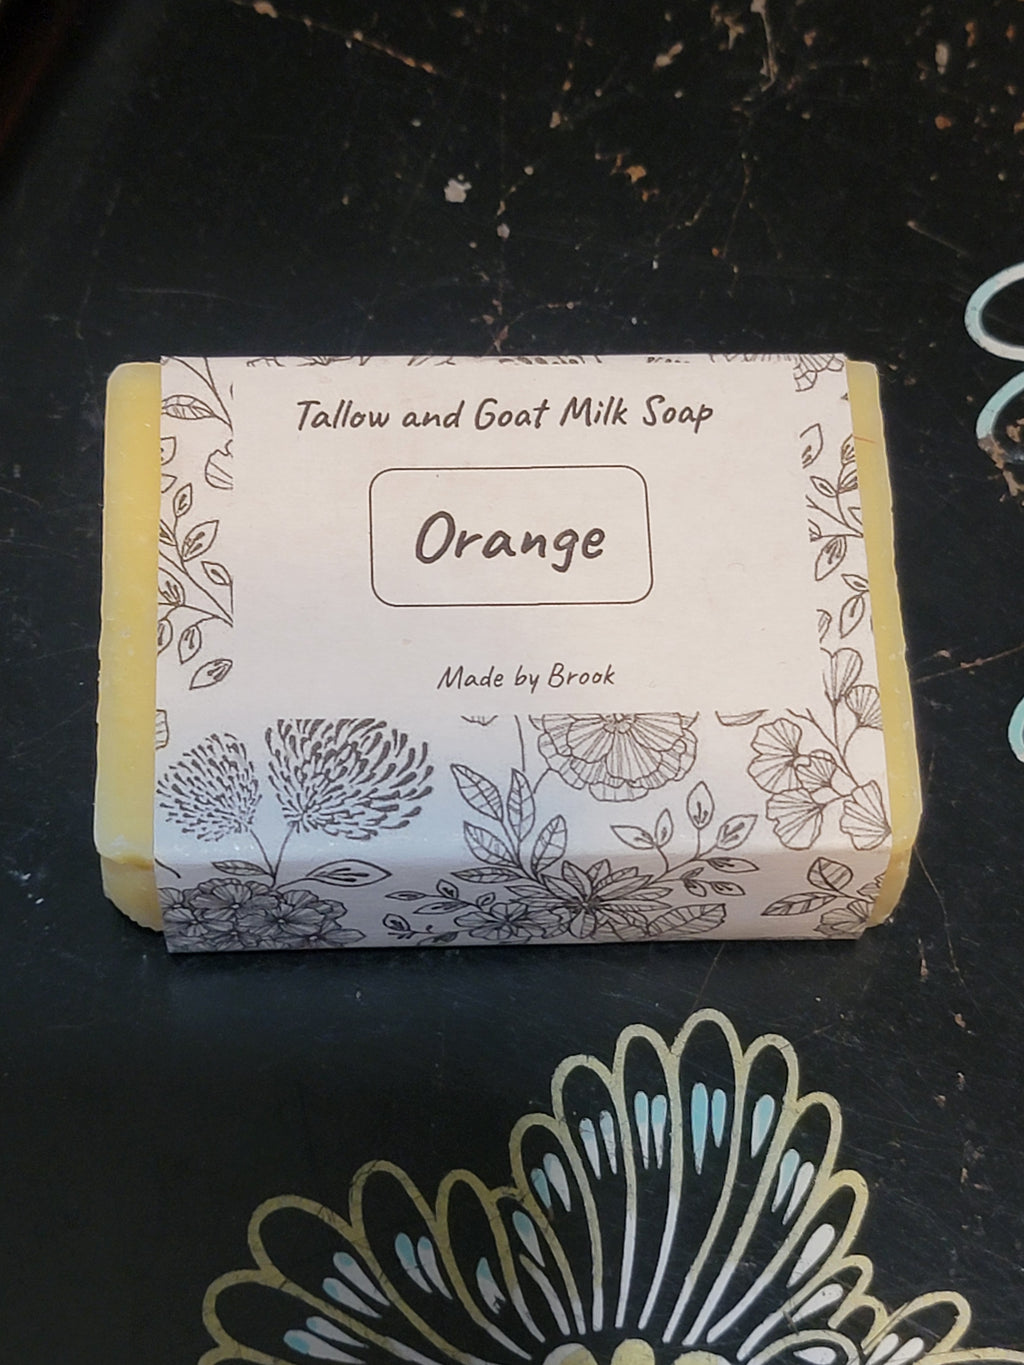 Tallow and Goat Milk Soap
Orange
Made by Brook